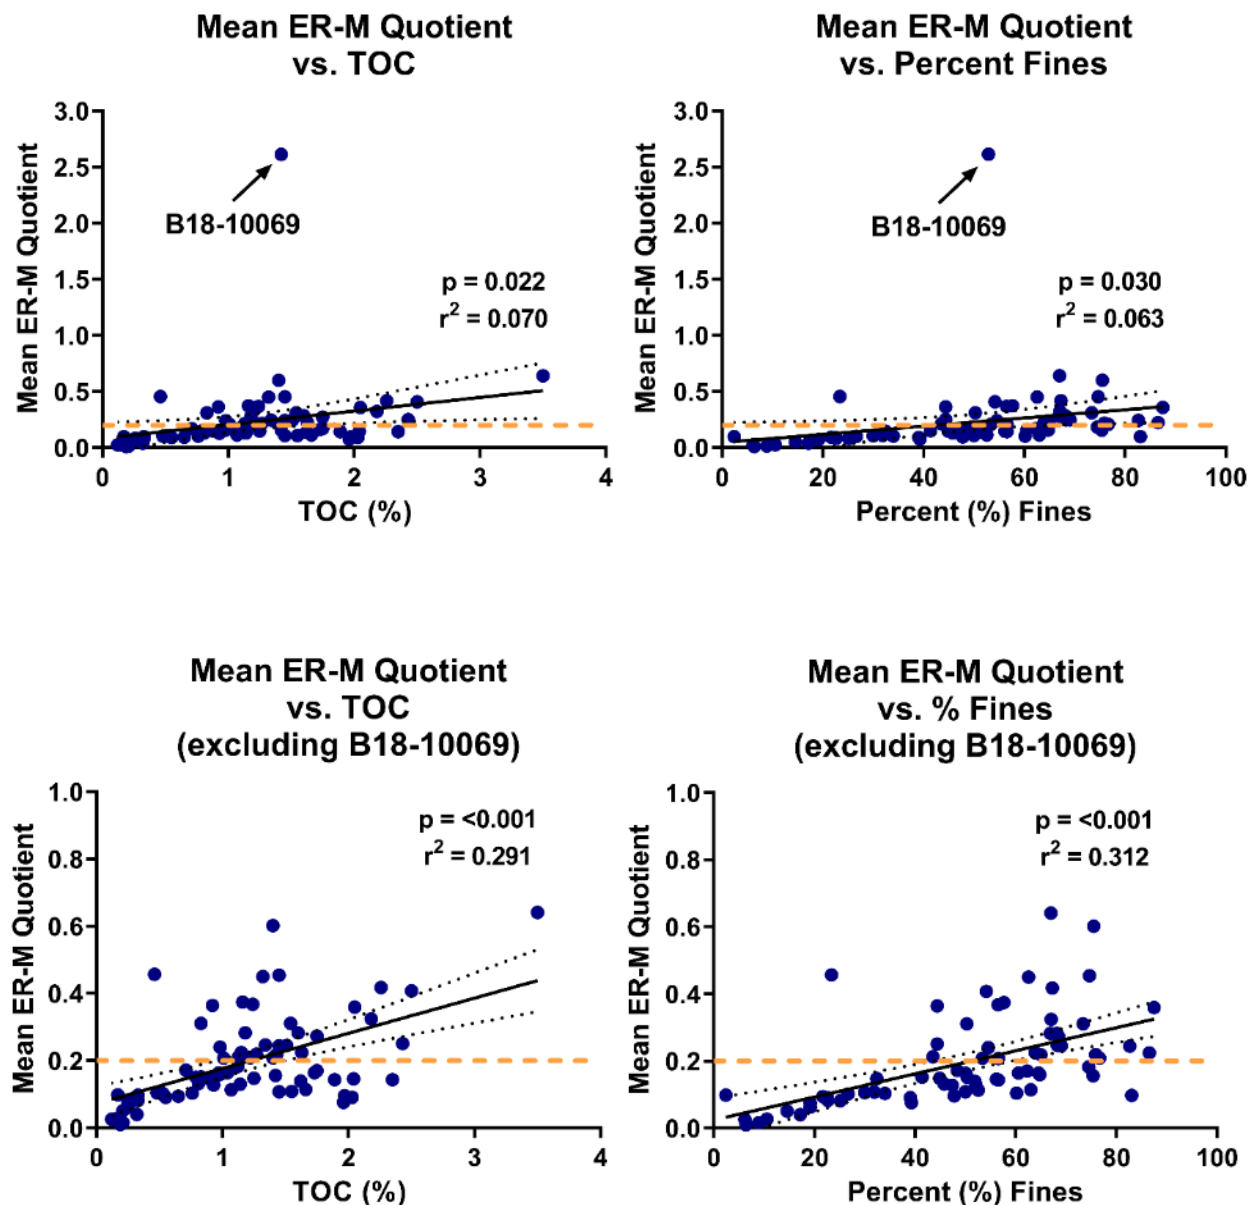 Mean ER-M Quotient
vs. TOC
3.0
2.5
2.0
1.5
1.0
0.5
0.0
Mean ER-M Quotient
B18-10069
p = 0.022
r² = 0.070
0
1
2
3
4
TOC (%)
Mean ER-M Quotient
vs. Percent Fines
3.0
2.5
2.0
1.5
1.0
0.5
0.0
Mean ER-M Quotient
B18-10069
p = 0.030
r² = 0.063
0
20
40
60
80
100
Percent (%) Fines
Mean ER-M Quotient
vs. TOC
(excluding B18-10069)
1.0
0.8
0.6
0.4
0.2
0.0
Mean ER-M Quotient
p = <0.001
r² = 0.291
0
1
2
3
4
TOC (%)
Mean ER-M Quotient
vs. % Fines
(excluding B18-10069)
1.0
0.8
0.6
0.4
0.2
0.0
Mean ER-M Quotient
p = <0.001
r² = 0.312
0
20
40
60
80
100
Percent (%) Fines